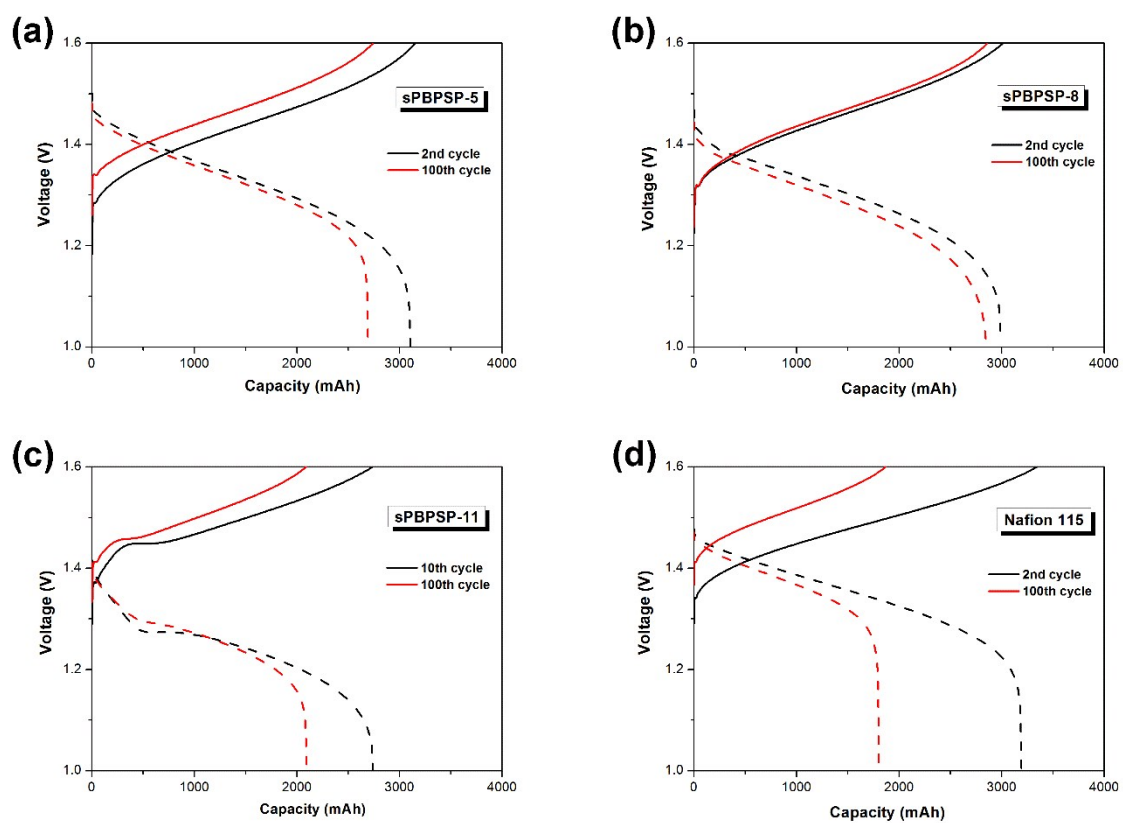 (a)
1.6
1.4
1.2
1.0
Voltage (V)
sPBPSP-5
2nd cycle
100th cycle
0 1000 2000 3000 4000
Capacity (mAh)
(b)
1.6
1.4
1.2
1.0
Voltage (V)
sPBPSP-8
2nd cycle
100th cycle
0 1000 2000 3000 4000
Capacity (mAh)
(c)
1.6
1.4
1.2
1.0
Voltage (V)
sPBPSP-11
10th cycle
100th cycle
0 1000 2000 3000 4000
Capacity (mAh)
(d)
1.6
1.4
1.2
1.0
Voltage (V)
Nafion 115
2nd cycle
100th cycle
0 1000 2000 3000 4000
Capacity (mAh)